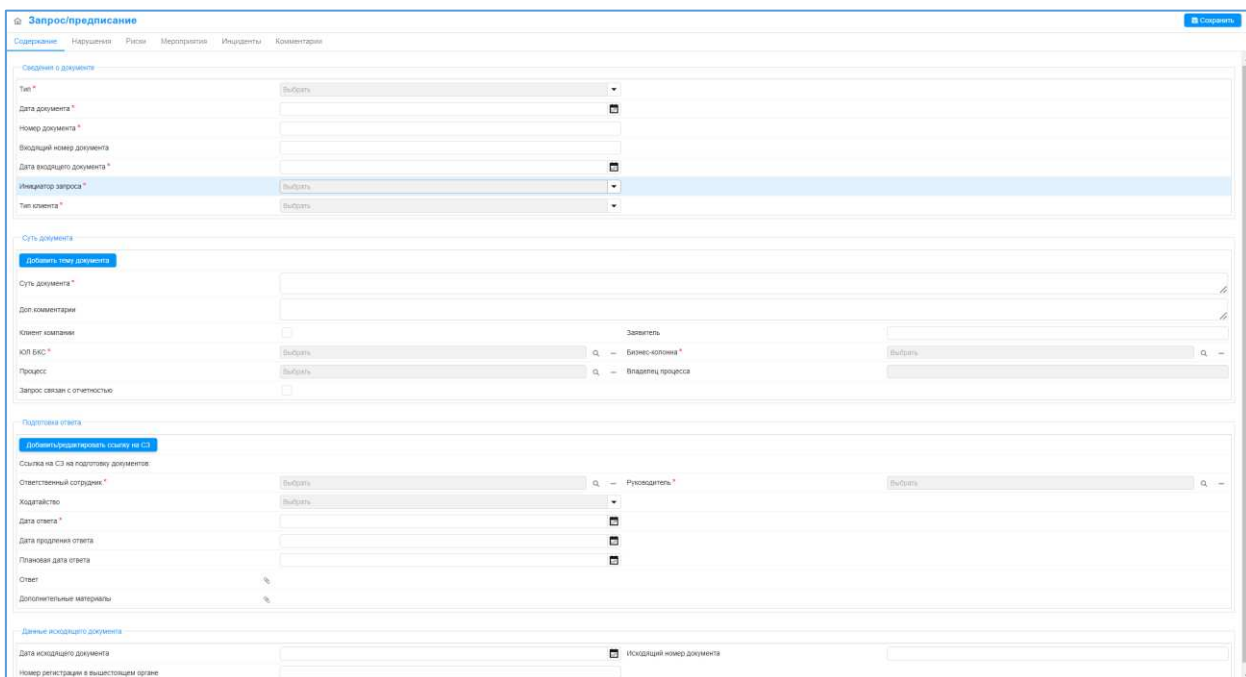 Запрос/предписание
Сохранить
Содержание Нарушения Риски Мероприятия Инциденты Комментарии
Сведения о документе
Тип * Выбрать
Дата документа *
Номер документа *
Входящий номер документа
Дата входящего документа *
Инициатор запроса * Выбрать
Тип клиента * Выбрать
Суть документа
Добавить тему документа
Суть документа *
Доп.комментарии
Клиент компании Заявитель
ЮЛ БКС * Выбрать Бизнес-колонна * Выбрать
Процесс Выбрать Владелец процесса
Запрос связан с отчетностью
Подготовка ответа
Добавить/редактировать ссылку на СЗ
Ссылка на СЗ на подготовку документов:
Ответственный сотрудник * Выбрать Руководитель * Выбрать
Ходатайство Выбрать
Дата ответа *
Дата продления ответа
Плановая дата ответа
Ответ
Дополнительные материалы
Данные исходящего документа
Дата исходящего документа Исходящий номер документа
Номер регистрации в вышестоящем органе